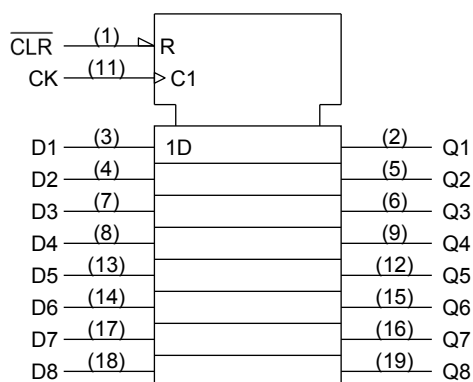 C̅L̅R̅ (1) R
CK (11) C1
D1 (3) 1D (2) Q1
D2 (4) (5) Q2
D3 (7) (6) Q3
D4 (8) (9) Q4
D5 (13) (12) Q5
D6 (14) (15) Q6
D7 (17) (16) Q7
D8 (18) (19) Q8